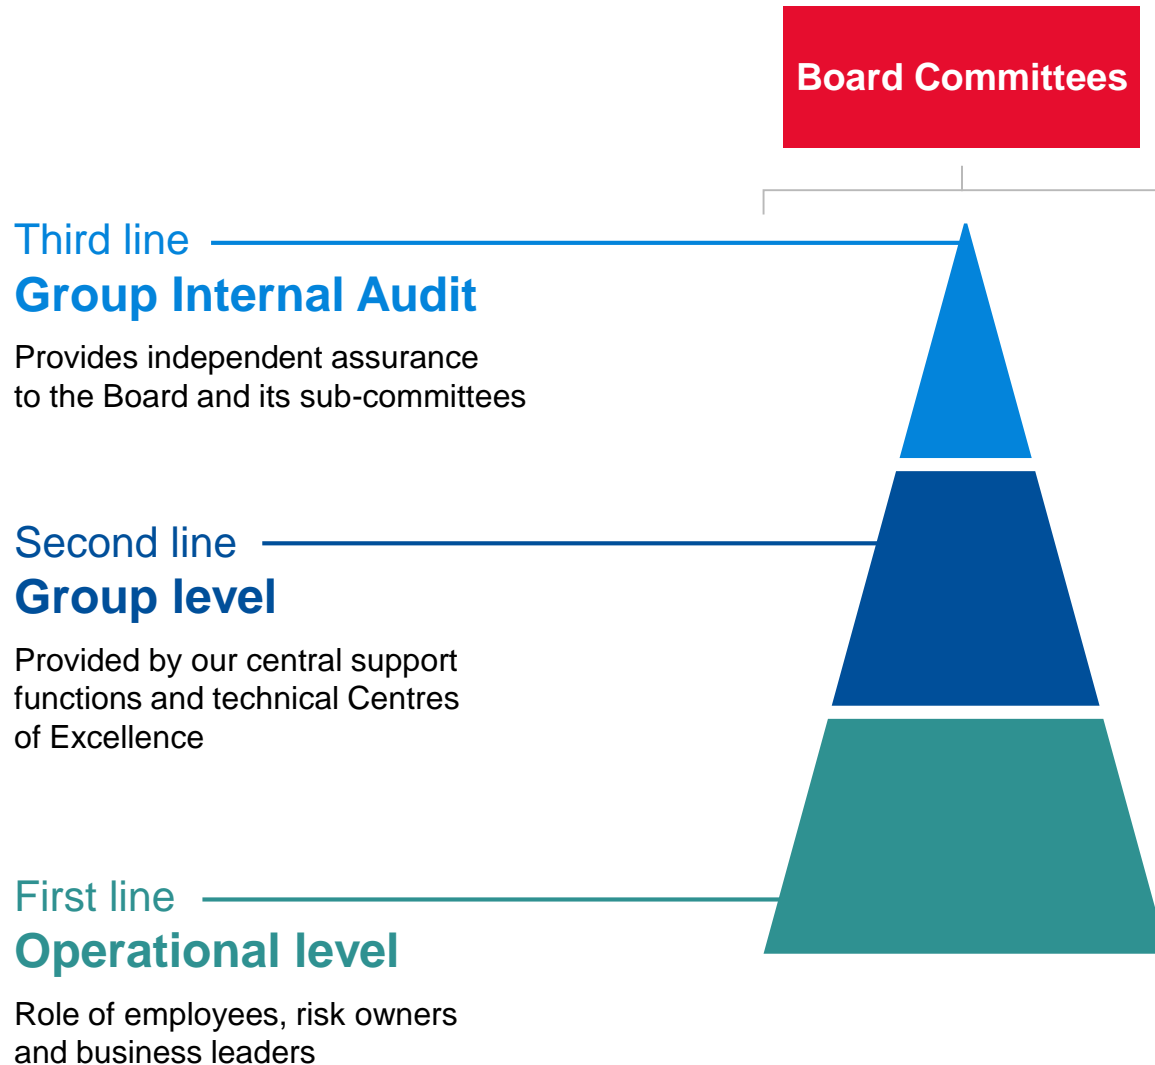 Board Committees
Third line
Group Internal Audit
Provides independent assurance
to the Board and its sub-committees
Second line
Group level
Provided by our central support
functions and technical Centres
of Excellence
First line
Operational level
Role of employees, risk owners
and business leaders